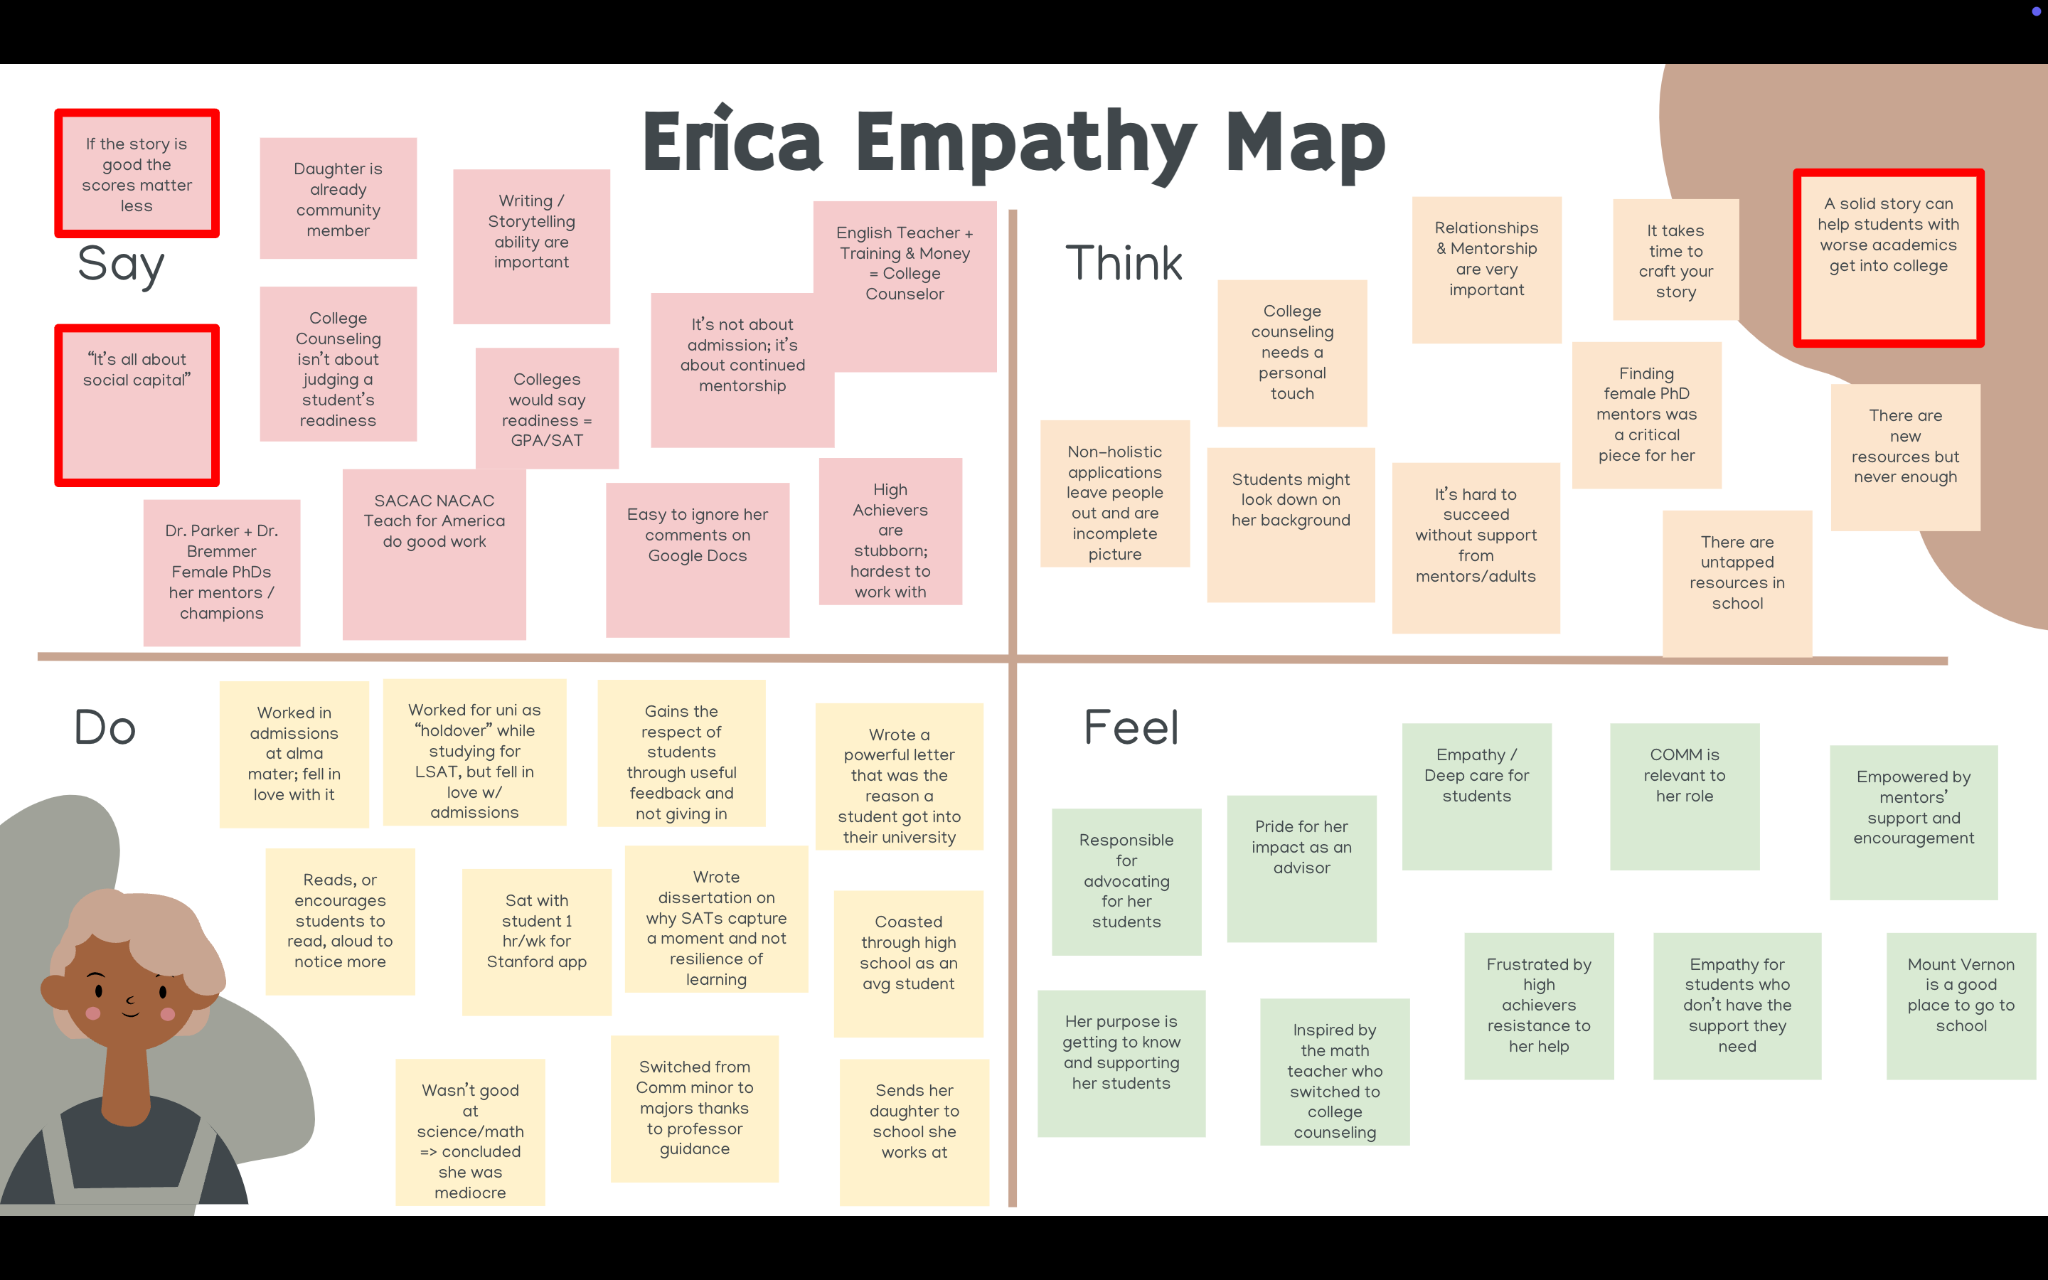 Erica Empathy Map
Say
If the story is
good the
scores matter
less
Daughter is
already
community
member
Writing /
Storytelling
ability are
important
English Teacher +
Training & Money
= College
Counselor
"It's all about
social capital"
College
Counseling
isn't about
judging a
student's
readiness
Colleges
would say
readiness =
GPA/SAT
It's not about
admission; it's
about continued
mentorship
Dr. Parker + Dr.
Bremmer
Female PhDs
her mentors /
champions
SACAC NACAC
Teach for America
do good work
Easy to ignore her
comments on
Google Docs
High
Achievers
are
stubborn;
hardest to
work with
Think
Relationships
& Mentorship
are very
important
It takes
time to
craft your
story
A solid story can
help students with
worse academics
get into college
College
counseling
needs a
personal
touch
Finding
female PhD
mentors was
a critical
piece for her
There are
new
resources but
never enough
Non-holistic
applications
leave people
out and are
incomplete
picture
Students might
look down on
her background
It's hard to
succeed
without support
from
mentors/adults
There are
untapped
resources in
school
Do
Worked in
admissions
at alma
mater; fell in
love with it
Worked for uni as
"holdover" while
studying for
LSAT, but fell in
love w/
admissions
Gains the
respect of
students
through useful
feedback and
not giving in
Wrote a
powerful letter
that was the
reason a
student got into
their university
Reads, or
encourages
students to
read, aloud to
notice more
Sat with
student 1
hr/wk for
Stanford app
Wrote
dissertation on
why SATs capture
a moment and not
resilience of
learning
Coasted
through high
school as an
avg student
Wasn't good
at
science/math
=> concluded
she was
mediocre
Switched from
Comm minor to
majors thanks
to professor
guidance
Sends her
daughter to
school she
works at
Feel
Responsible
for
advocating
for her
students
Pride for her
impact as an
advisor
Empathy /
Deep care for
students
COMM is
relevant to
her role
Empowered by
mentors'
support and
encouragement
Her purpose is
getting to know
and supporting
her students
Inspired by
the math
teacher who
switched to
college
counseling
Frustrated by
high
achievers
resistance to
her help
Empathy for
students who
don't have the
support they
need
Mount Vernon
is a good
place to go to
school